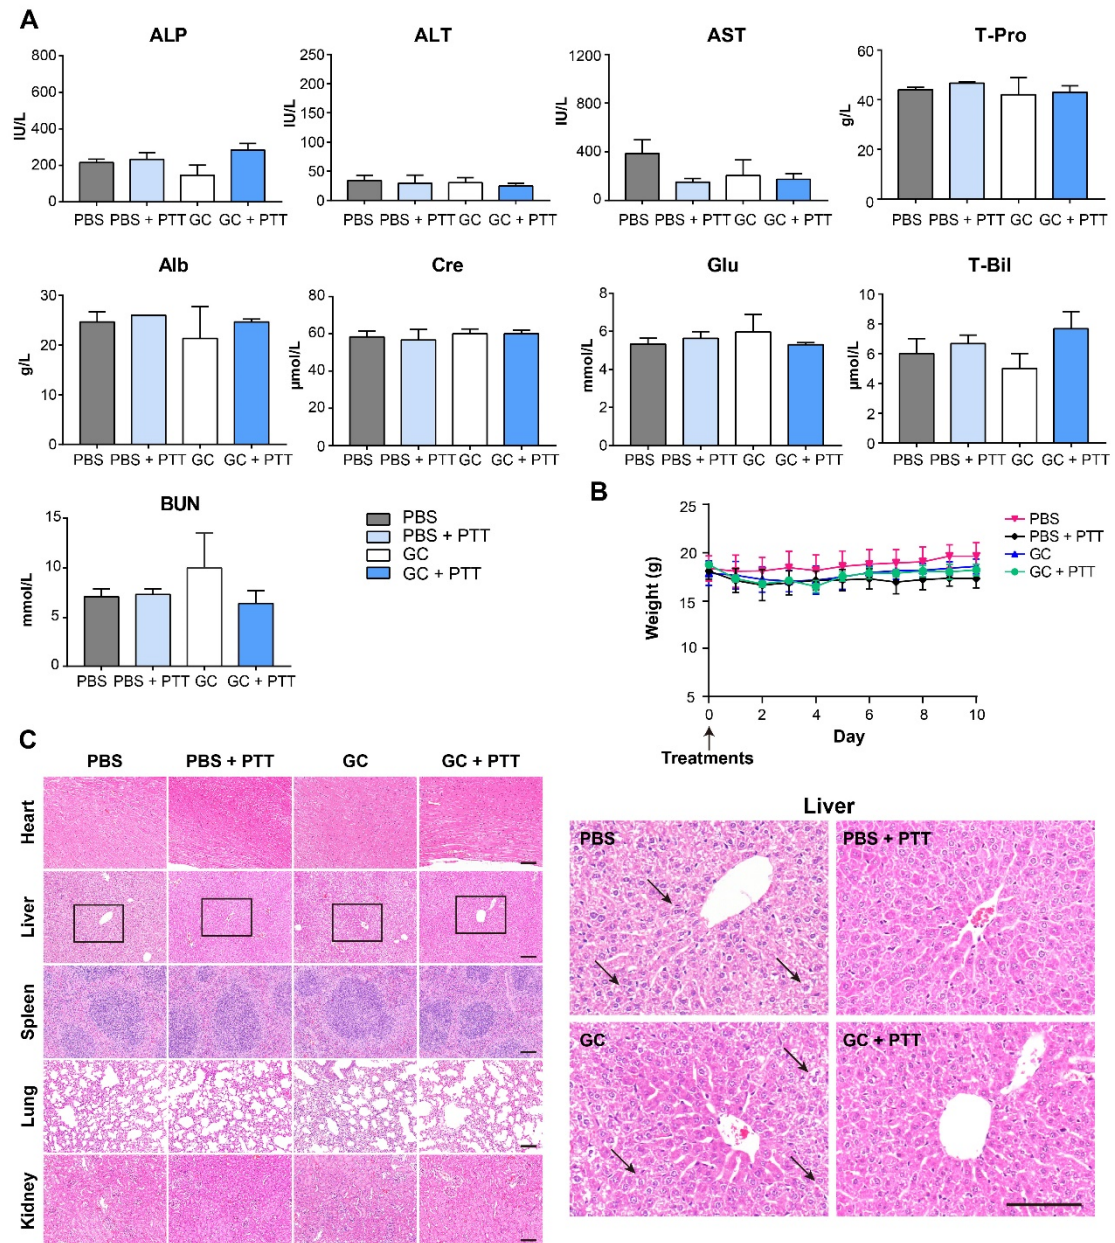 A
ALP
IU/L
800
600
400
200
0
PBS PBS + PTT GC GC + PTT
ALT
IU/L
250
200
150
100
50
0
PBS PBS + PTT GC GC + PTT
AST
IU/L
1200
800
400
0
PBS PBS + PTT GC GC + PTT
T-Pro
g/L
60
40
20
0
PBS PBS + PTT GC GC + PTT
Alb
g/L
30
20
10
0
PBS PBS + PTT GC GC + PTT
Cre
μmol/L
80
60
40
20
0
PBS PBS + PTT GC GC + PTT
Glu
mmol/L
8
6
4
2
0
PBS PBS + PTT GC GC + PTT
T-Bil
μmol/L
10
8
6
4
2
0
PBS PBS + PTT GC GC + PTT
BUN
mmol/L
15
10
5
0
PBS PBS + PTT GC GC + PTT
PBS
PBS + PTT
GC
GC + PTT
B
Weight (g)
25
20
15
10
5
0 2 4 6 8 10
Day
Treatments
PBS
PBS + PTT
GC
GC + PTT
C
PBS PBS + PTT GC GC + PTT
Heart
Liver
Spleen
Lung
Kidney
Liver
PBS
PBS + PTT
GC
GC + PTT